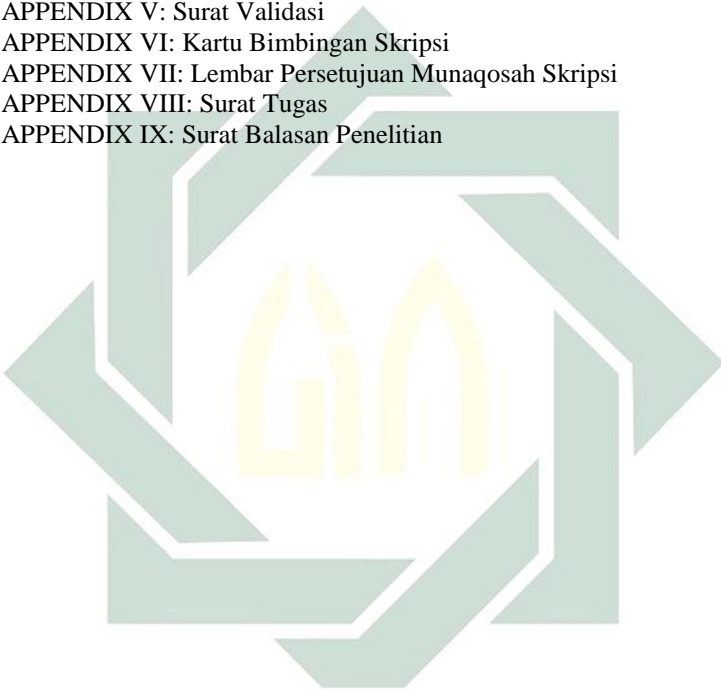 APPENDIX V: Surat Validasi
APPENDIX VI: Kartu Bimbingan Skripsi
APPENDIX VII: Lembar Persetujuan Munaqosah Skripsi
APPENDIX VIII: Surat Tugas
APPENDIX IX: Surat Balasan Penelitian